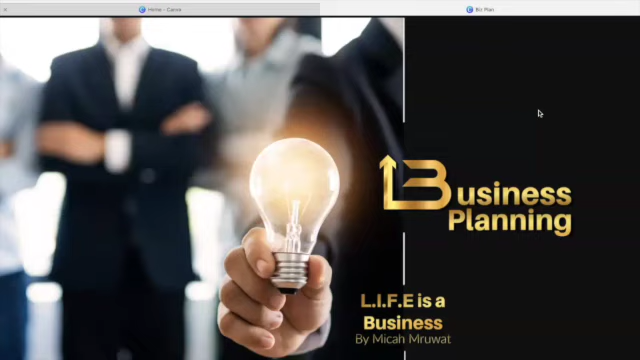 Home - Canva
Biz Plan
Business
Planning
L.I.F.E is a
Business
By Micah Mruwat